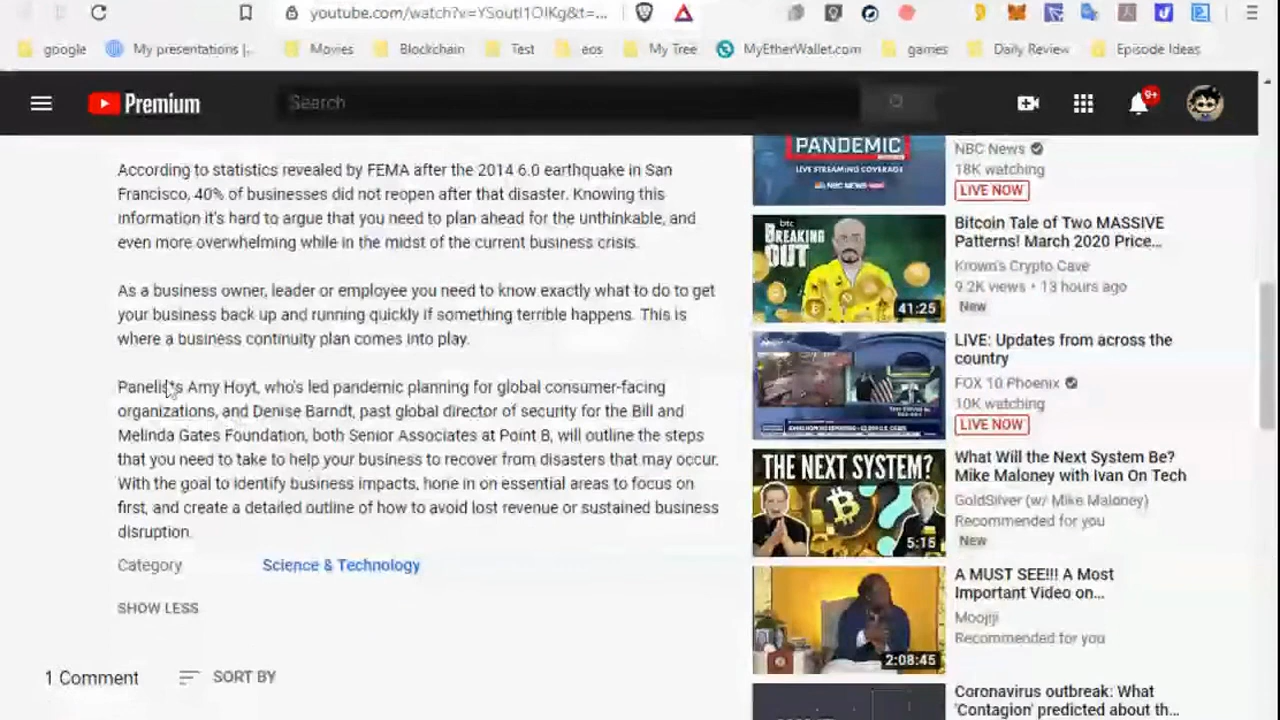 youtube.com/watch?v=YSoutI1OIKg&t=...
google
My presentations |...
Movies
Blockchain
Test
eos
My Tree
MyEtherWallet.com
games
Daily Review
Episode Ideas
Premium
Search
9+
According to statistics revealed by FEMA after the 2014 6.0 earthquake in San
Fransisco, 40% of businesses did not reopen after that disaster. Knowing this
information it's hard to argue that you need to plan ahead for the unthinkable, and
even more overwhelming while in the midst of the current business crisis.
As a business owner, leader or employee you need to know exactly what to do to get
your business back up and running quickly if something terrible happens. This is
where a business continuity plan comes into play.
Panelists Amy Hoyt, who's led pandemic planning for global consumer-facing
organizations, and Denise Barndt, past global director of security for the Bill and
Melinda Gates Foundation, both Senior Associates at Point B, will outline the steps
that you need to take to help your business to recover from disasters that may occur.
With the goal to identify business impacts, hone in on essential areas to focus on
first, and create a detailed outline of how to avoid lost revenue or sustained business
disruption.
Category
Science & Technology
SHOW LESS
1 Comment
SORT BY
PANDEMIC
LIVE STREAMING COVERAGE
NBC NEWS
NBC News
18K watching
LIVE NOW
btc
BREAKING
OUT
41:25
Bitcoin Tale of Two MASSIVE
Patterns! March 2020 Price...
Krown's Crypto Cave
9.2K views • 13 hours ago
New
LIVE: Updates from across the
country
FOX 10 Phoenix
10K watching
LIVE NOW
THE NEXT SYSTEM?
5:15
What Will the Next System Be?
Mike Maloney with Ivan On Tech
GoldSilver (w/ Mike Maloney)
Recommended for you
New
2:08:45
A MUST SEE!!! A Most
Important Video on...
Moojiji
Recommended for you
Coronavirus outbreak: What
'Contagion' predicted about th...